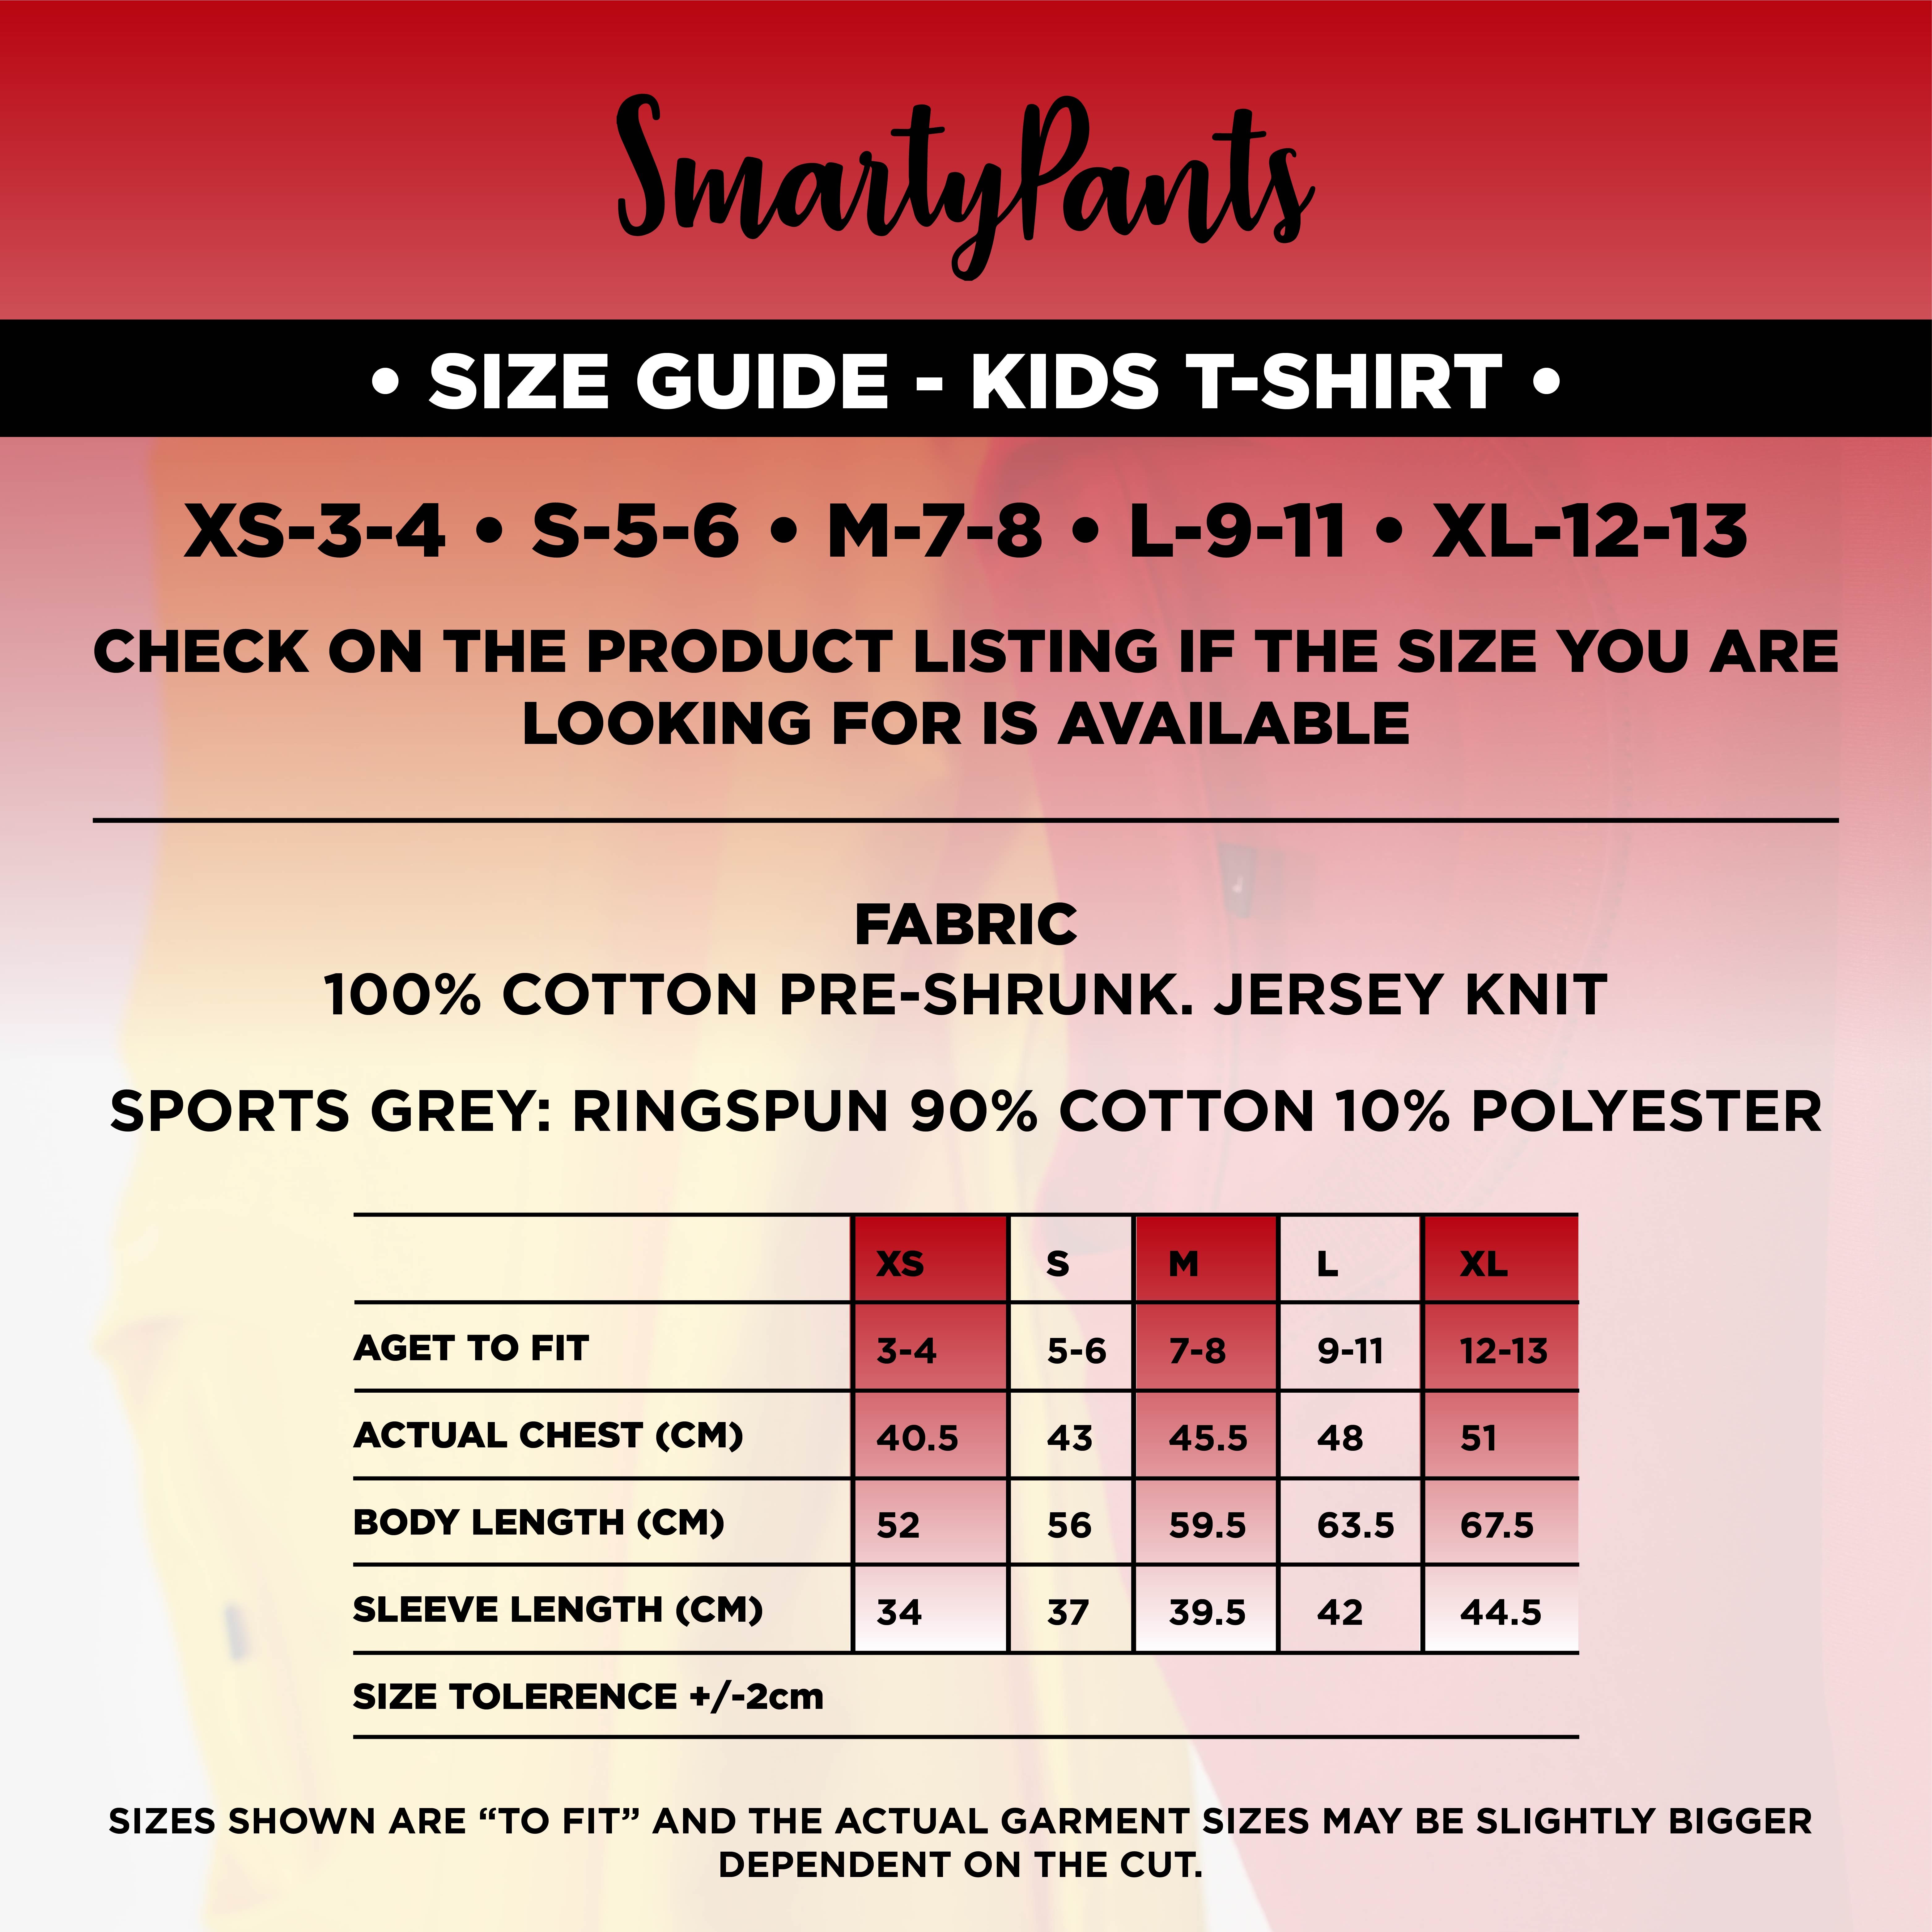 SmartyPants
• SIZE GUIDE - KIDS T-SHIRT •
XS-3-4 • S-5-6 • M-7-8 • L-9-11 • XL-12-13
CHECK ON THE PRODUCT LISTING IF THE SIZE YOU ARE
LOOKING FOR IS AVAILABLE
FABRIC
100% COTTON PRE-SHRUNK. JERSEY KNIT
SPORTS GREY: RINGSPUN 90% COTTON 10% POLYESTER
XS S M L XL
AGET TO FIT 3-4 5-6 7-8 9-11 12-13
ACTUAL CHEST (CM) 40.5 43 45.5 48 51
BODY LENGTH (CM) 52 56 59.5 63.5 67.5
SLEEVE LENGTH (CM) 34 37 39.5 42 44.5
SIZE TOLERENCE +/-2cm
SIZES SHOWN ARE “TO FIT” AND THE ACTUAL GARMENT SIZES MAY BE SLIGHTLY BIGGER
DEPENDENT ON THE CUT.